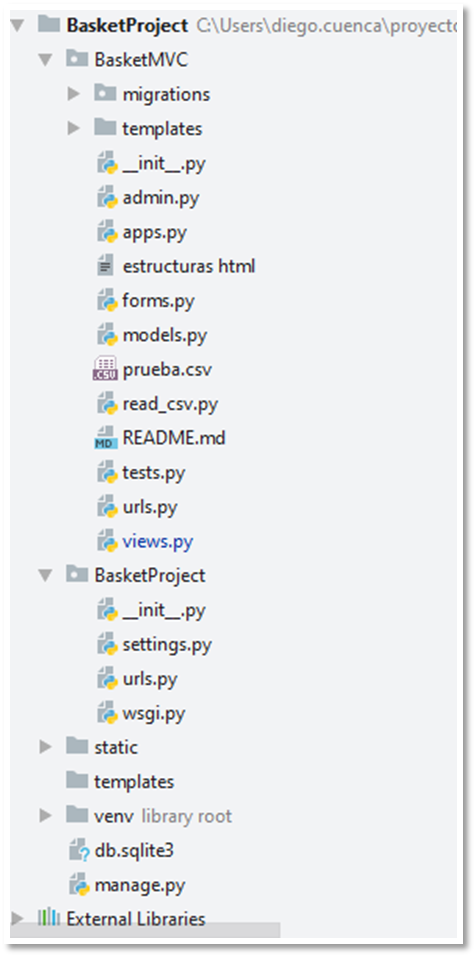 BasketProject C:\Users\diego.cuenca\proyecto
BasketMVC
migrations
templates
__init__.py
admin.py
apps.py
estructuras html
forms.py
models.py
prueba.csv
read_csv.py
README.md
tests.py
urls.py
views.py
BasketProject
__init__.py
settings.py
urls.py
wsgi.py
static
templates
venv library root
db.sqlite3
manage.py
External Libraries